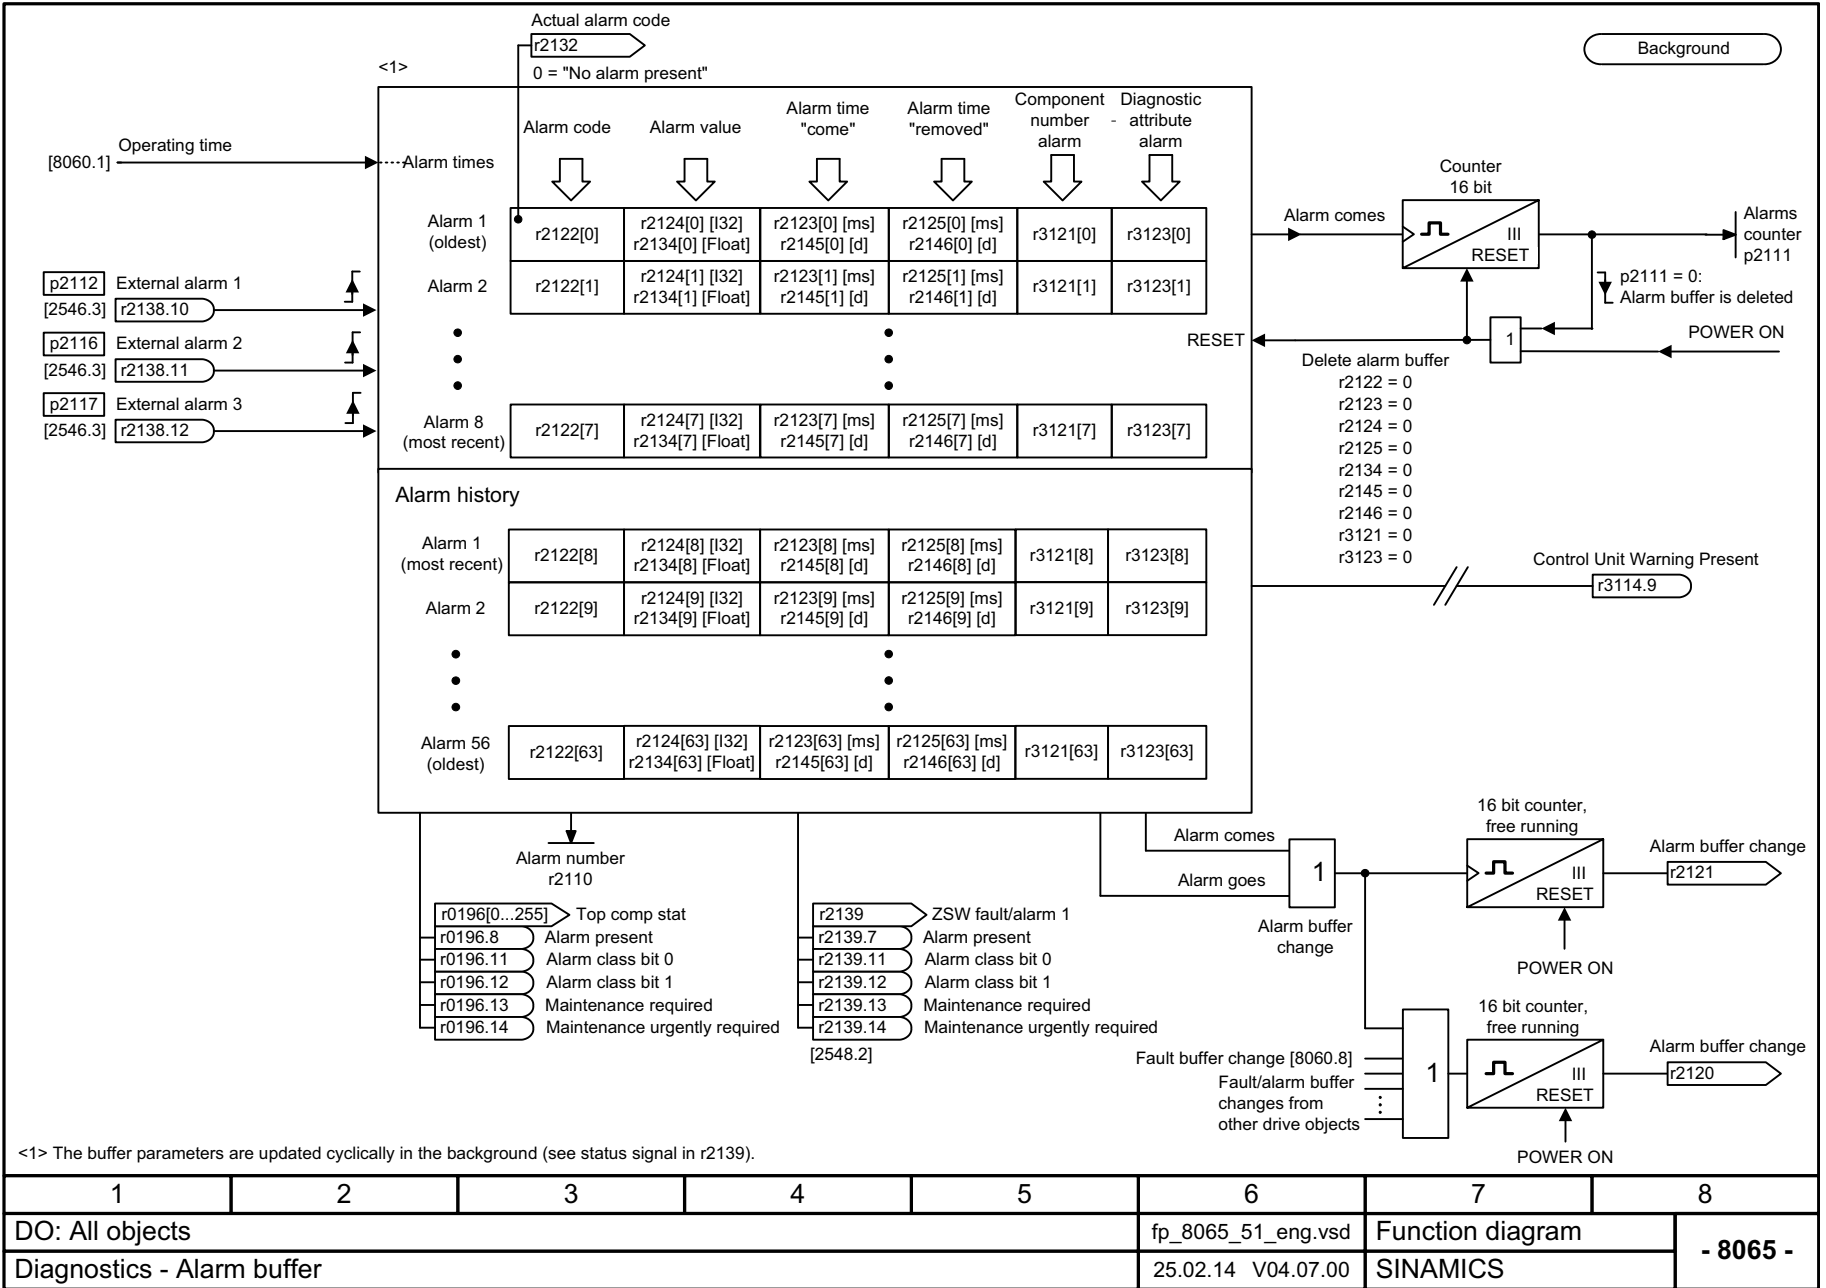 Actual alarm code
r2132
0 = "No alarm present"
Background
<1>
Operating time
[8060.1]
Alarm times
Alarm code
Alarm value
Alarm time
"come"
Alarm time
"removed"
Component
number
alarm
-
Diagnostic
attribute
alarm
Alarm 1
(oldest)
r2122[0]
r2124[0] [I32]
r2134[0] [Float]
r2123[0] [ms]
r2145[0] [d]
r2125[0] [ms]
r2146[0] [d]
r3121[0]
r3123[0]
Alarm 2
r2122[1]
r2124[1] [I32]
r2134[1] [Float]
r2123[1] [ms]
r2145[1] [d]
r2125[1] [ms]
r2146[1] [d]
r3121[1]
r3123[1]
Alarm 8
(most recent)
r2122[7]
r2124[7] [I32]
r2134[7] [Float]
r2123[7] [ms]
r2145[7] [d]
r2125[7] [ms]
r2146[7] [d]
r3121[7]
r3123[7]
p2112
External alarm 1
[2546.3]
r2138.10
p2116
External alarm 2
[2546.3]
r2138.11
p2117
External alarm 3
[2546.3]
r2138.12
Alarm comes
Counter
16 bit
III
RESET
Alarms
counter
p2111
p2111 = 0:
Alarm buffer is deleted
POWER ON
1
RESET
Delete alarm buffer
r2122 = 0
r2123 = 0
r2124 = 0
r2125 = 0
r2134 = 0
r2145 = 0
r2146 = 0
r3121 = 0
r3123 = 0
Control Unit Warning Present
r3114.9
Alarm history
Alarm 1
(most recent)
r2122[8]
r2124[8] [I32]
r2134[8] [Float]
r2123[8] [ms]
r2145[8] [d]
r2125[8] [ms]
r2146[8] [d]
r3121[8]
r3123[8]
Alarm 2
r2122[9]
r2124[9] [I32]
r2134[9] [Float]
r2123[9] [ms]
r2145[9] [d]
r2125[9] [ms]
r2146[9] [d]
r3121[9]
r3123[9]
Alarm 56
(oldest)
r2122[63]
r2124[63] [I32]
r2134[63] [Float]
r2123[63] [ms]
r2145[63] [d]
r2125[63] [ms]
r2146[63] [d]
r3121[63]
r3123[63]
Alarm number
r2110
r0196[0...255]
Top comp stat
r0196.8
Alarm present
r0196.11
Alarm class bit 0
r0196.12
Alarm class bit 1
r0196.13
Maintenance required
r0196.14
Maintenance urgently required
r2139
ZSW fault/alarm 1
r2139.7
Alarm present
r2139.11
Alarm class bit 0
r2139.12
Alarm class bit 1
r2139.13
Maintenance required
r2139.14
Maintenance urgently required
[2548.2]
Alarm comes
Alarm goes
1
Alarm buffer
change
16 bit counter,
free running
III
RESET
POWER ON
Alarm buffer change
r2121
Fault buffer change [8060.8]
Fault/alarm buffer
changes from
other drive objects
1
16 bit counter,
free running
III
RESET
POWER ON
Alarm buffer change
r2120
<1> The buffer parameters are updated cyclically in the background (see status signal in r2139).
1
2
3
4
5
6
7
8
DO: All objects
fp_8065_51_eng.vsd
Function diagram
- 8065 -
Diagnostics - Alarm buffer
25.02.14 V04.07.00
SINAMICS